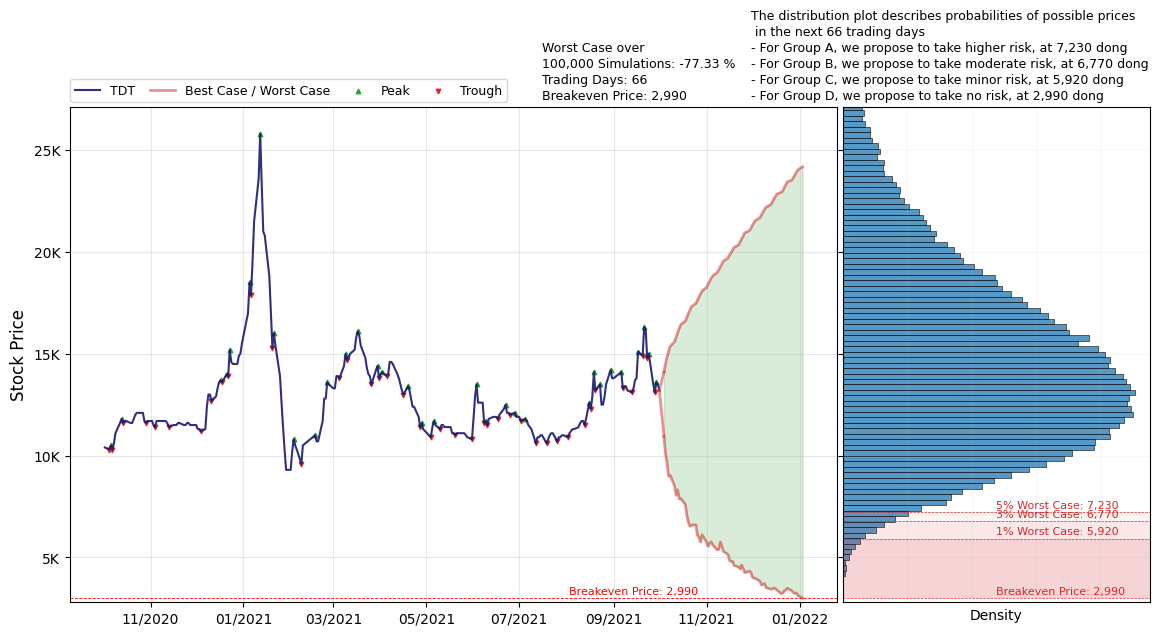 The distribution plot describes probabilities of possible prices
in the next 66 trading days
- For Group A, we propose to take higher risk, at 7,230 dong
- For Group B, we propose to take moderate risk, at 6,770 dong
- For Group C, we propose to take minor risk, at 5,920 dong
- For Group D, we propose to take no risk, at 2,990 dong
Worst Case over
100,000 Simulations: -77.33 %
Trading Days: 66
Breakeven Price: 2,990
TDT
Best Case / Worst Case
Peak
Trough
Stock Price
25K
20K
15K
10K
5K
Breakeven Price: 2,990
11/2020
01/2021
03/2021
05/2021
07/2021
09/2021
11/2021
01/2022
5% Worst Case: 7,230
3% Worst Case: 6,770
1% Worst Case: 5,920
Breakeven Price: 2,990
Density